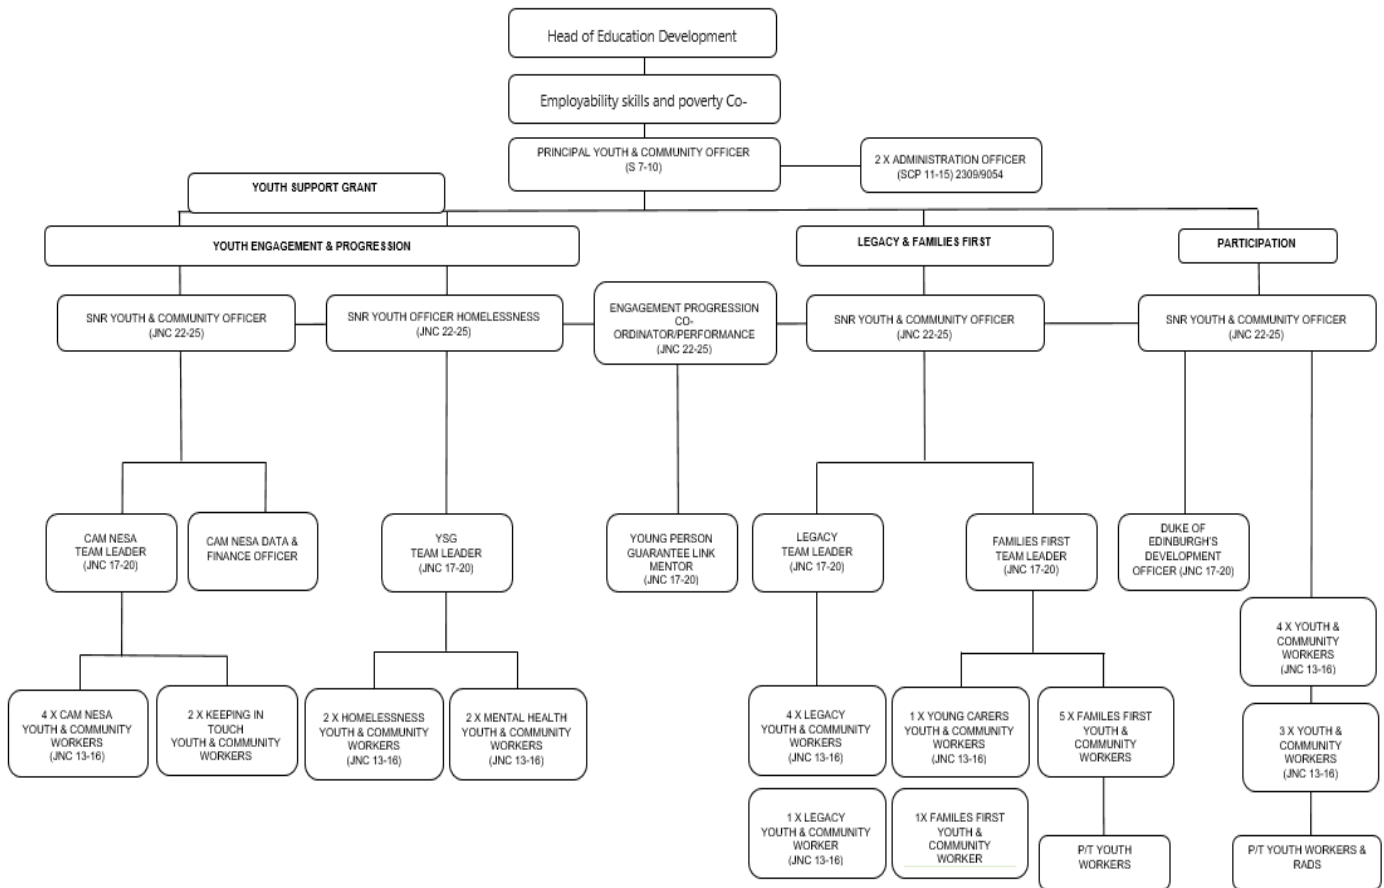 Head of Education Development
Employability skills and poverty Co-
PRINCIPAL YOUTH & COMMUNITY OFFICER
(S 7-10)
2 X ADMINISTRATION OFFICER
(SCP 11-15) 2309/9054
YOUTH SUPPORT GRANT
YOUTH ENGAGEMENT & PROGRESSION
LEGACY & FAMILIES FIRST
PARTICIPATION
SNR YOUTH & COMMUNITY OFFICER
(JNC 22-25)
SNR YOUTH OFFICER HOMELESSNESS
(JNC 22-25)
ENGAGEMENT PROGRESSION
CO-
ORDINATOR/PERFORMANCE
(JNC 22-25)
SNR YOUTH & COMMUNITY OFFICER
(JNC 22-25)
SNR YOUTH & COMMUNITY OFFICER
(JNC 22-25)
CAM NESA
TEAM LEADER
(JNC 17-20)
CAM NESA DATA &
FINANCE OFFICER
YSG
TEAM LEADER
(JNC 17-20)
YOUNG PERSON
GUARANTEE LINK
MENTOR
(JNC 17-20)
LEGACY
TEAM LEADER
(JNC 17-20)
FAMILIES FIRST
TEAM LEADER
(JNC 17-20)
DUKE OF
EDINBURGH'S
DEVELOPMENT
OFFICER (JNC 17-20)
4 X YOUTH &
COMMUNITY
WORKERS
(JNC 13-16)
4 X CAM NESA
YOUTH & COMMUNITY
WORKERS
(JNC 13-16)
2 X KEEPING IN
TOUCH
YOUTH & COMMUNITY
WORKERS
2 X HOMELESSNESS
YOUTH & COMMUNITY
WORKERS
(JNC 13-16)
2 X MENTAL HEALTH
YOUTH & COMMUNITY
WORKERS
(JNC 13-16)
4 X LEGACY
YOUTH & COMMUNITY
WORKERS
(JNC 13-16)
1 X YOUNG CARERS
YOUTH & COMMUNITY
WORKERS
(JNC 13-16)
5 X FAMILES FIRST
YOUTH &
COMMUNITY
WORKERS
3 X YOUTH &
COMMUNITY
WORKERS
(JNC 13-16)
1 X LEGACY
YOUTH & COMMUNITY
WORKER
(JNC 13-16)
1X FAMILES FIRST
YOUTH &
COMMUNITY
WORKER
P/T YOUTH
WORKERS
P/T YOUTH WORKERS &
RADS